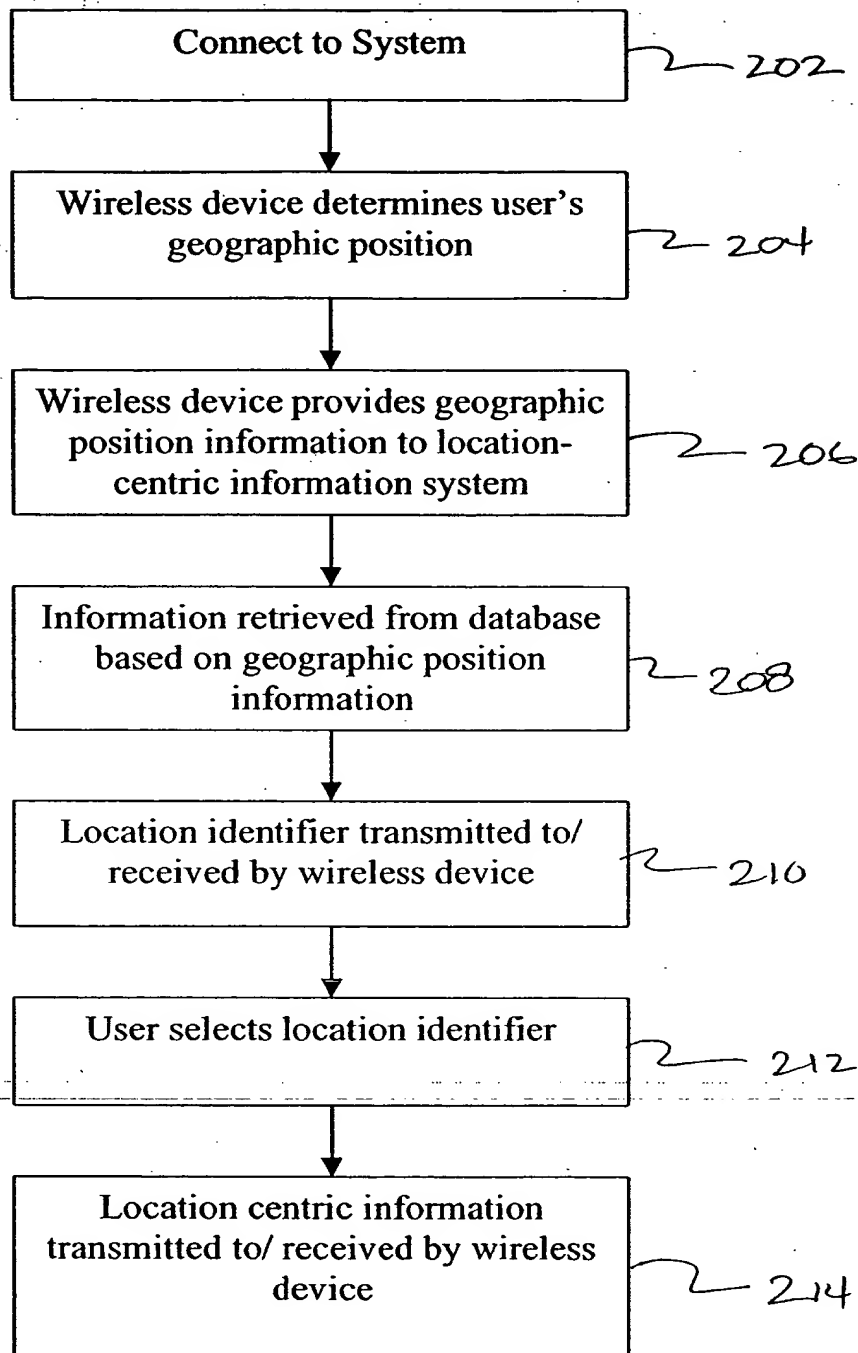 Connect to System
202
Wireless device determines user's
geographic position
204
Wireless device provides geographic
position information to location-
centric information system
206
Information retrieved from database
based on geographic position
information
208
Location identifier transmitted to/
received by wireless device
210
User selects location identifier
212
Location centric information
transmitted to/ received by wireless
device
214